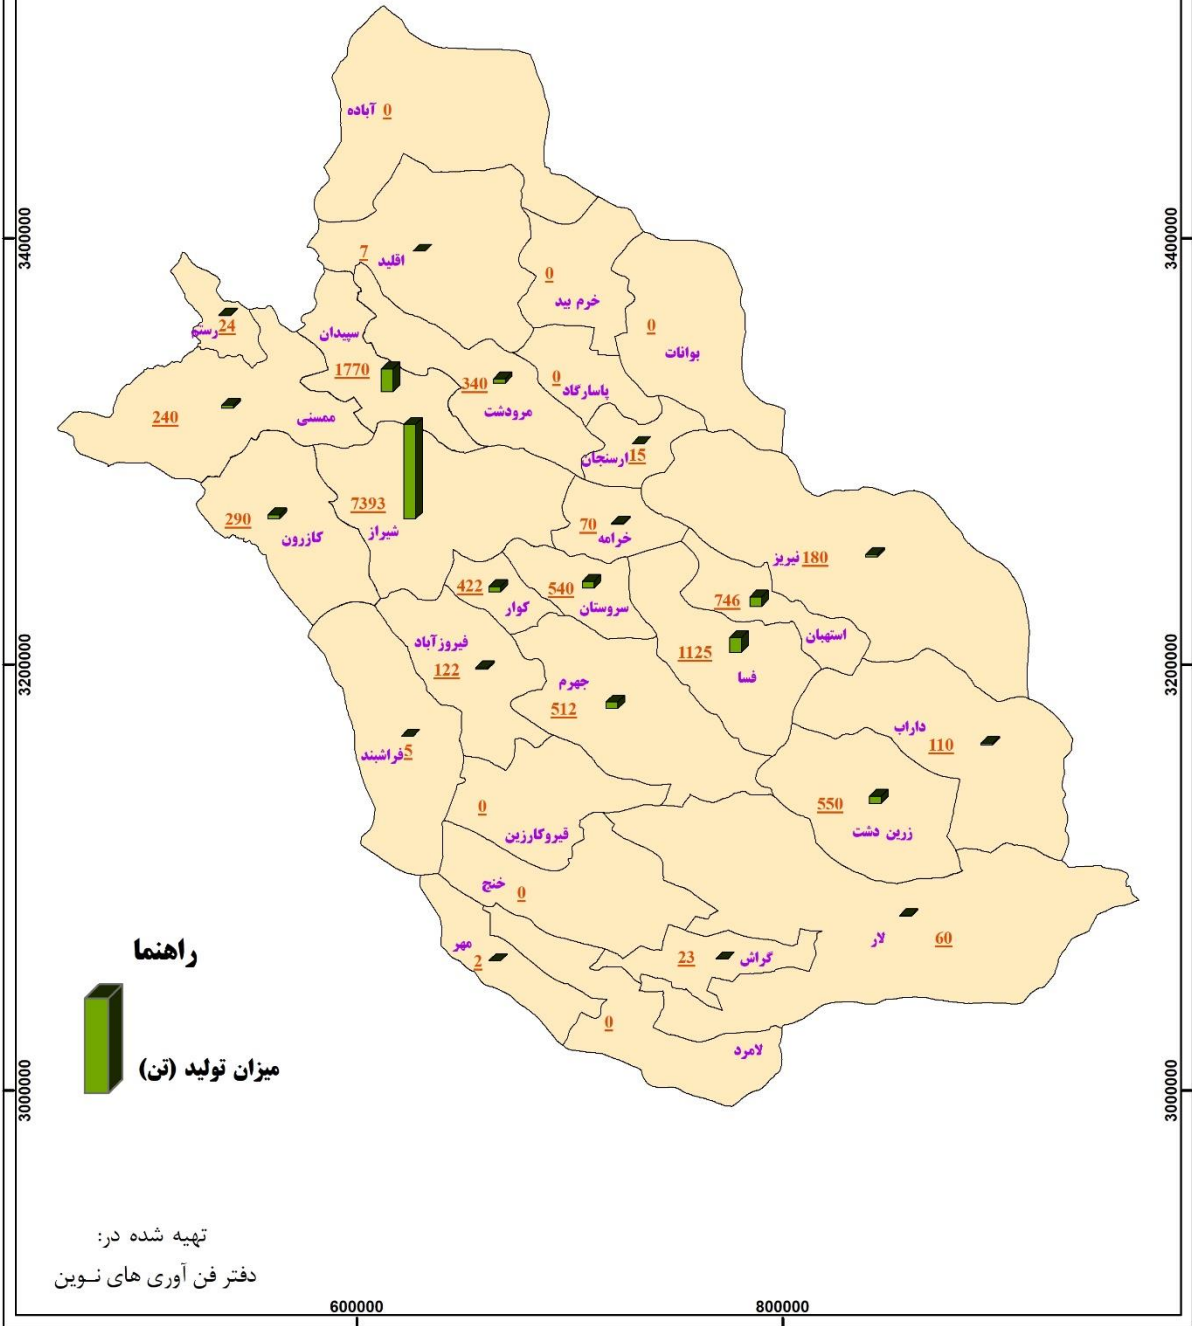 آباده 0
3400000
3400000
7
اقلید
0
خرم بید
رستم 24
سپیدان
0
بوانات
1770
340
0
پاسارگاد
مرودشت
240
ممسنی
ارسنجان 15
7393
شیراز
290
کازرون
70
خرامه
نیریز 180
422
کوار
540
سروستان
746
استهبان
فیروزآباد
122
1125
فسا
3200000
3200000
جهرم
512
داراب
110
فراشبند 5
0
قیروکارزین
550
زرین دشت
خنج 0
مهر
2
23 گراش
لار
60
0
لامرد
راهنما
میزان تولید (تن)
3000000
3000000
تهیه شده در:
دفتر فن آوری های نـوین
600000
800000